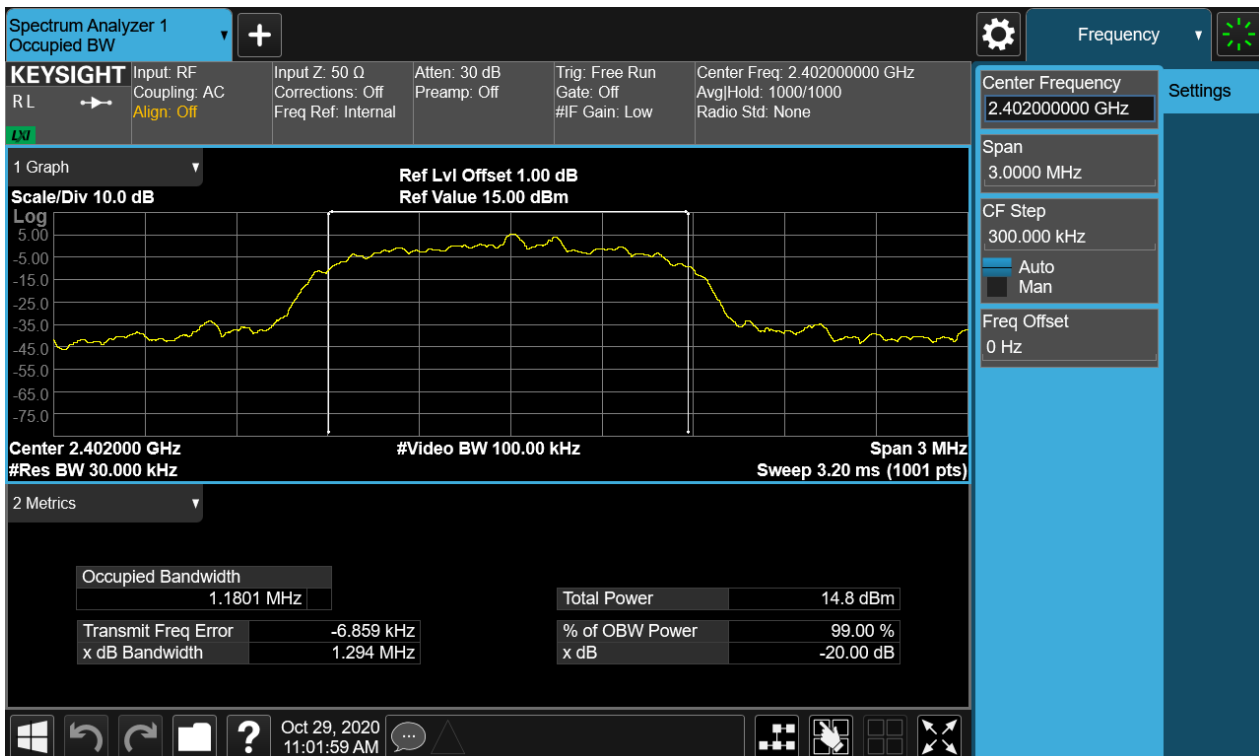 Spectrum Analyzer 1
Occupied BW
+
Frequency
KEYSIGHT
R L
LXI
Input: RF
Coupling: AC
Align: Off
Input Z: 50 Ω
Corrections: Off
Freq Ref: Internal
Atten: 30 dB
Preamp: Off
Trig: Free Run
Gate: Off
#IF Gain: Low
Center Freq: 2.402000000 GHz
Avg|Hold: 1000/1000
Radio Std: None
Center Frequency
2.402000000 GHz
Settings
Span
3.0000 MHz
CF Step
300.000 kHz
Auto
Man
Freq Offset
0 Hz
1 Graph
Scale/Div 10.0 dB
Ref Lvl Offset 1.00 dB
Ref Value 15.00 dBm
Log
5.00
-5.00
-15.0
-25.0
-35.0
-45.0
-55.0
-65.0
-75.0
Center 2.402000 GHz
#Video BW 100.00 kHz
Span 3 MHz
#Res BW 30.000 kHz
Sweep 3.20 ms (1001 pts)
2 Metrics
Occupied Bandwidth
1.1801 MHz
Total Power 14.8 dBm
Transmit Freq Error -6.859 kHz
% of OBW Power 99.00 %
x dB Bandwidth 1.294 MHz
x dB -20.00 dB
?
Oct 29, 2020
11:01:59 AM